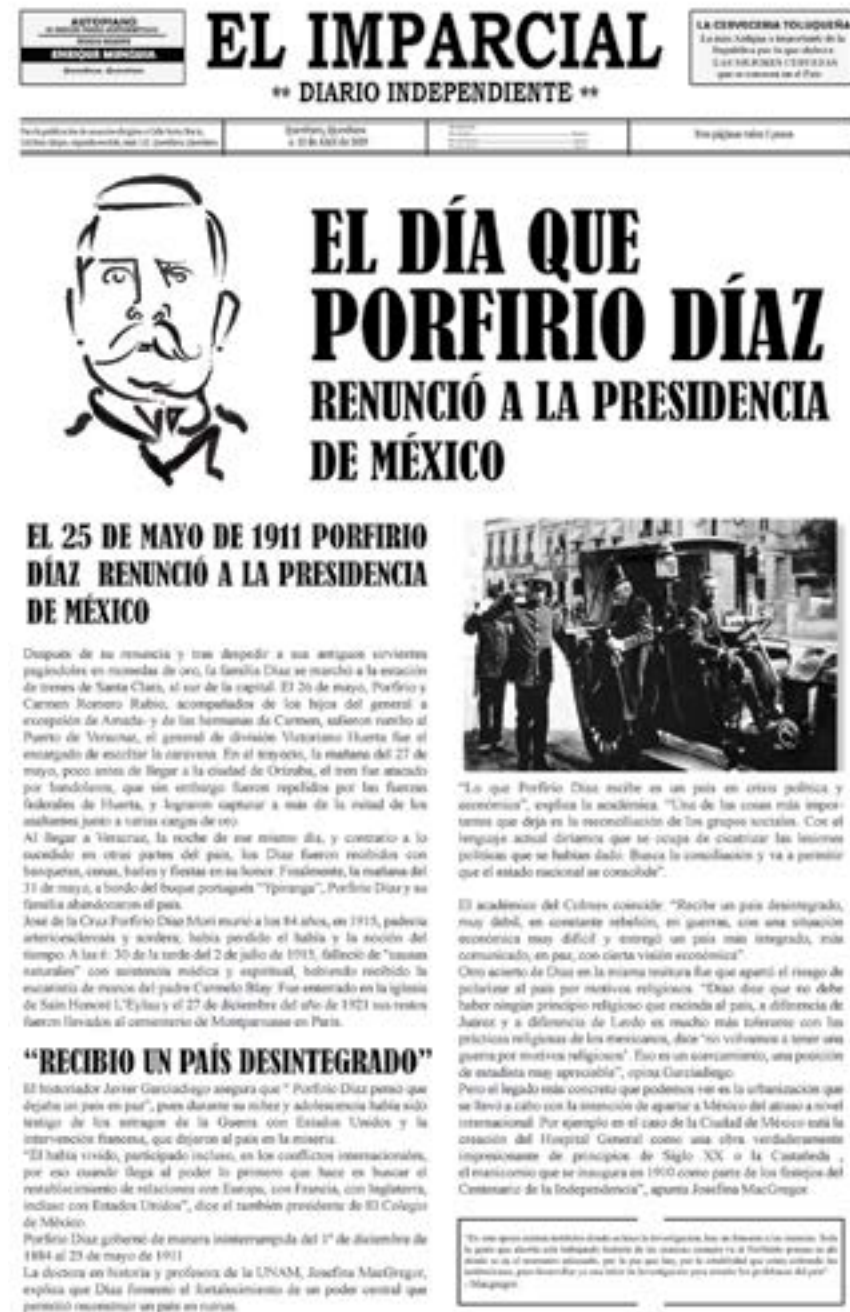 AUTOPIANO
ENRIQUE MUNGUIA
EL IMPARCIAL
DIARIO INDEPENDIENTE
LA CERVECERIA TOLUQUEÑA
La mas Antigua e importante de la
Republica por lo que elabora
LAS MEJORES CERVEZAS
que se conocen en el Pais
Querétaro, Querétaro
EL DÍA QUE
PORFIRIO DÍAZ
RENUNCIÓ A LA PRESIDENCIA
DE MÉXICO
EL 25 DE MAYO DE 1911 PORFIRIO
DÍAZ RENUNCIÓ A LA PRESIDENCIA
DE MÉXICO
Despues de su renuncia y tras despedir a sus antiguos sirvientes
pagándoles en monedas de oro, la familia Díaz se marchó a la estación
de trenes de Santa Clara, al sur de la capital. El 26 de mayo, Porfirio y
Carmen Romero Rubio, acompañados de los hijos del general a
excepción de Amada- y de las hermanas de Carmen, salieron rumbo al
Puerto de Veracruz, el general de división Victoriano Huerta fue el
encargado de escoltar la caravana. En el trayecto, la mañana del 27 de
mayo, poco antes de llegar a la ciudad de Orizaba, el tren fue atacado
por bandoleros, que sin embargo fueron repelidos por las fuerzas
federales de Huerta, y lograron capturar a más de la mitad de los
asaltantes junto a varias cargas de oro.
Al llegar a Veracruz, la noche de ese mismo día, y contrario a lo
sucedido en otras partes del país, los Díaz fueron recibidos con
banquetes, cenas, bailes y fiestas en su honor. Finalmente, la mañana del
31 de mayo, a bordo del buque portugués "Ypiranga", Porfirio Díaz y su
familia abandonaron el país.
José de la Cruz Porfirio Díaz Mori murió a los 84 años, en 1915, padecía
arterioesclerosis y sordera, había perdido el habla y la noción del
tiempo. A las 6: 30 de la tarde del 2 de julio de 1915, falleció de "causas
naturales" con asistencia médica y espiritual, habiendo recibido la
eucaristía de manos del padre Carmelo Blay. Fue enterrado en la iglesia
de Sain Honoré L'Eylau y el 27 de diciembre del año de 1921 sus restos
fueron llevados al cementerio de Montparnasse en París.
“RECIBIO UN PAÍS DESINTEGRADO”
El historiador Javier Garciadiego asegura que " Porfirio Díaz pensó que
dejaba un país en paz", pues durante su niñez y adolescencia había sido
testigo de los estragos de la Guerra con Estados Unidos y la
intervención francesa, que dejaron al país en la miseria.
"Él había vivido, participado incluso, en los conflictos internacionales,
por eso cuando llega al poder lo primero que hace es buscar el
restablecimiento de relaciones con Europa, con Francia, con Inglaterra,
incluso con Estados Unidos", dice el también presidente de El Colegio
de México.
Porfirio Díaz gobernó de manera ininterrumpida del 1º de diciembre de
1884 al 25 de mayo de 1911
La doctora en historia y profesora de la UNAM, Josefina MacGregor,
explica que Díaz fomentó el fortalecimiento de un poder central que
permitió reconstruir un país en ruinas.
"Lo que Porfirio Díaz recibe es un país en crisis política y
económica", explica la académica. "Una de las cosas más impor-
tantes que deja es la reconciliación de los grupos sociales. Con el
lenguaje actual diríamos que se ocupa de cicatrizar las lesiones
políticas que se habían dado. Busca la conciliación y va a permitir
que el estado nacional se consolide".
El académico del Colmex coincide: "Recibe un país desintegrado,
muy débil, en constante rebelión, en guerras, con una situación
económica muy difícil y entregó un país más integrado, más
comunicado, en paz, con cierta visión económica".
Otro acierto de Díaz en la misma tesitura fue que apartó el riesgo de
polarizar al país por motivos religiosos. "Díaz dice que no debe
haber ningún principio religioso que escinda al país, a diferencia de
Juárez y a diferencia de Lerdo es mucho más tolerante con las
prácticas religiosas de los mexicanos, dice 'no volvamos a tener una
guerra por motivos religiosos'. Eso es un acercamiento, una posición
de estadista muy apreciable", opina Garciadiego.
Pero el legado más concreto que podemos ver es la urbanización que
se llevó a cabo con la intención de apartar a México del atraso a nivel
internacional. Por ejemplo en el caso de la Ciudad de México está la
creación del Hospital General como una obra verdaderamente
impresionante de principios de Siglo XX o la Castañeda ,
el manicomio que se inaugura en 1910 como parte de los festejos del
Centenario de la Independencia", apunta Josefina MacGregor.